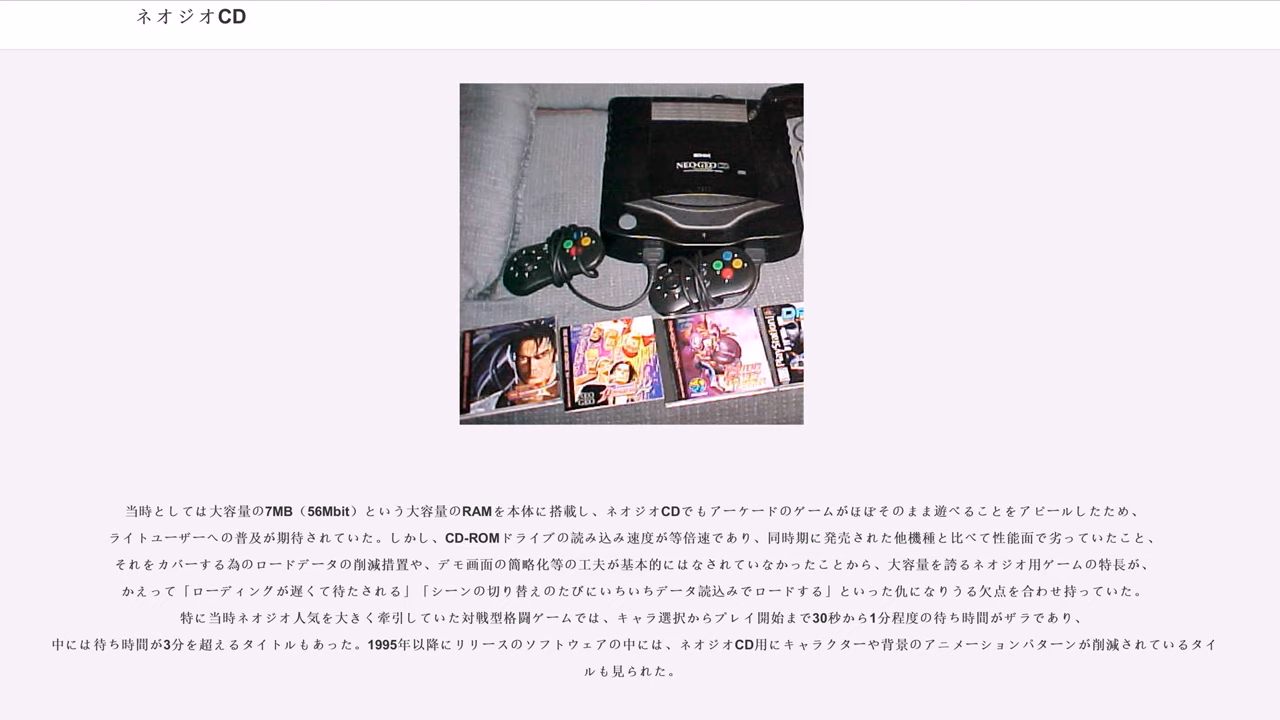 ネオジオCD
NEO・GEO
PlayStation
NEO
GEO
当時としては大容量の7MB（56Mbit）という大容量のRAMを本体に搭載し、ネオジオCDでもアーケードのゲームがほぼそのまま遊べることをアピールしたため、
ライトユーザーへの普及が期待されていた。しかし、CD-ROMドライブの読み込み速度が等倍速であり、同時期に発売された他機種と比べて性能面で劣っていたこと、
それをカバーする為のロードデータの削減措置や、デモ画面の簡略化等の工夫が基本的にはなされていなかったことから、大容量を誇るネオジオ用ゲームの特長が、
かえって「ローディングが遅くて待たされる」「シーンの切り替えのたびにいちいちデータ読込みでロードする」といった仇になりうる欠点を合わせ持っていた。
特に当時ネオジオ人気を大きく牽引していた対戦型格闘ゲームでは、キャラ選択からプレイ開始まで30秒から1分程度の待ち時間がザラであり、
中には待ち時間が3分を超えるタイトルもあった。1995年以降にリリースのソフトウェアの中には、ネオジオCD用にキャラクターや背景のアニメーションパターンが削減されているタイ
ルも見られた。